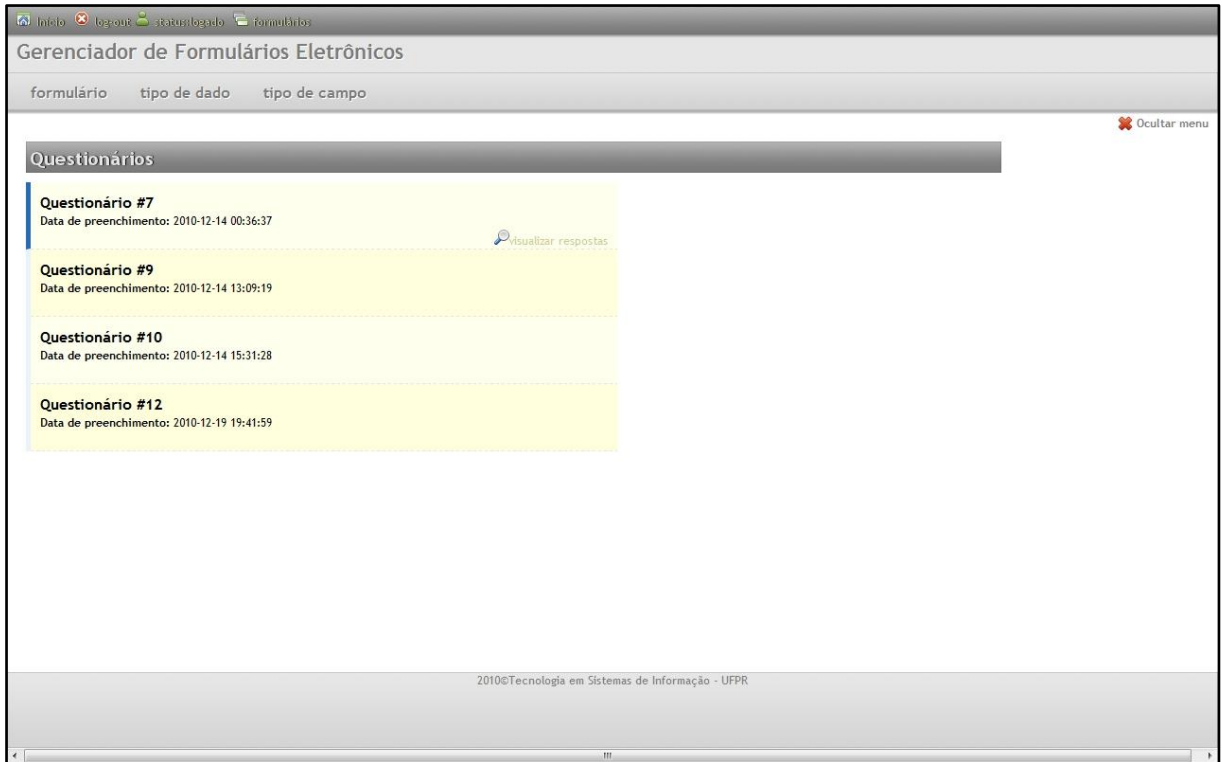 Início logout status:logado formulários
Gerenciador de Formulários Eletrônicos
formulário tipo de dado tipo de campo
Ocultar menu
Questionários
Questionário #7
Data de preenchimento: 2010-12-14 00:36:37
visualizar respostas
Questionário #9
Data de preenchimento: 2010-12-14 13:09:19
Questionário #10
Data de preenchimento: 2010-12-14 15:31:28
Questionário #12
Data de preenchimento: 2010-12-19 19:41:59
2010©Tecnologia em Sistemas de Informação - UFPR